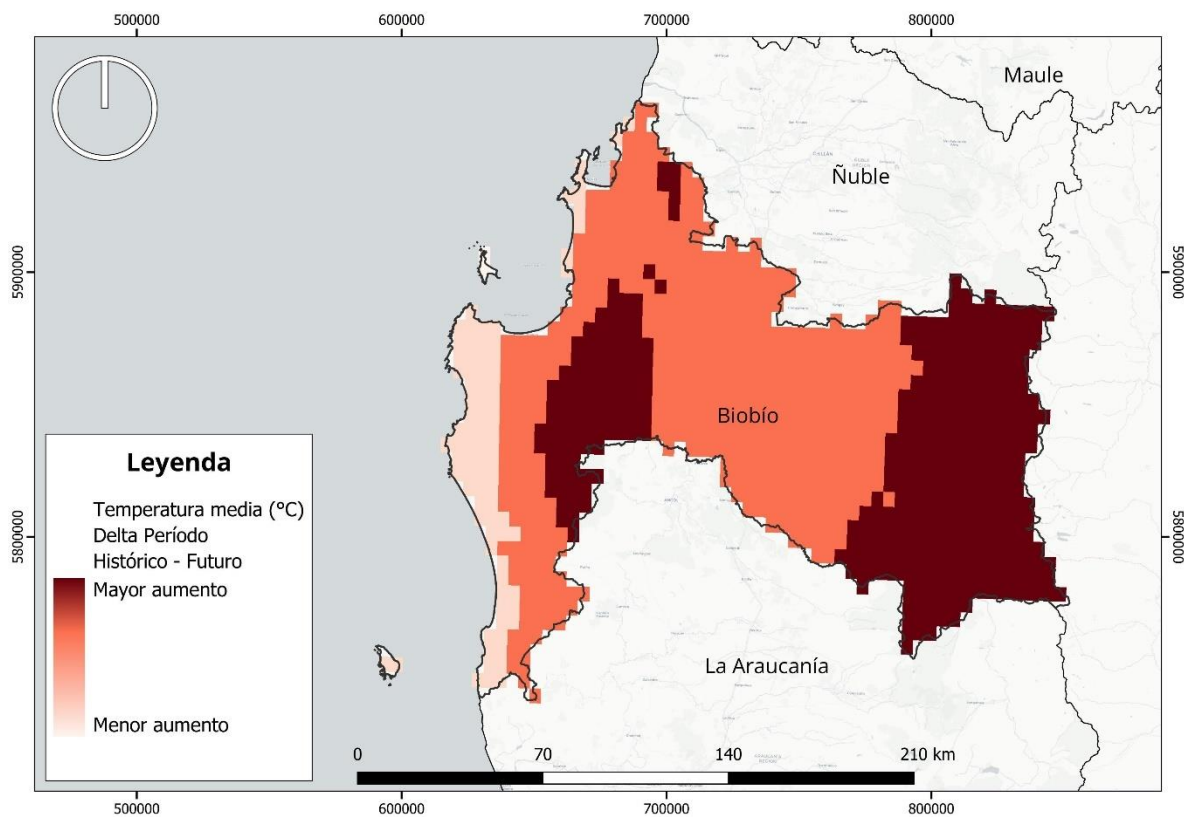 500000
600000
700000
800000
Maule
Ñuble
5900000
5900000
Biobío
Leyenda
Temperatura media (°C)
Delta Período
Histórico - Futuro
Mayor aumento
Menor aumento
5800000
5800000
La Araucanía
0
70
140
210 km
500000
600000
700000
800000